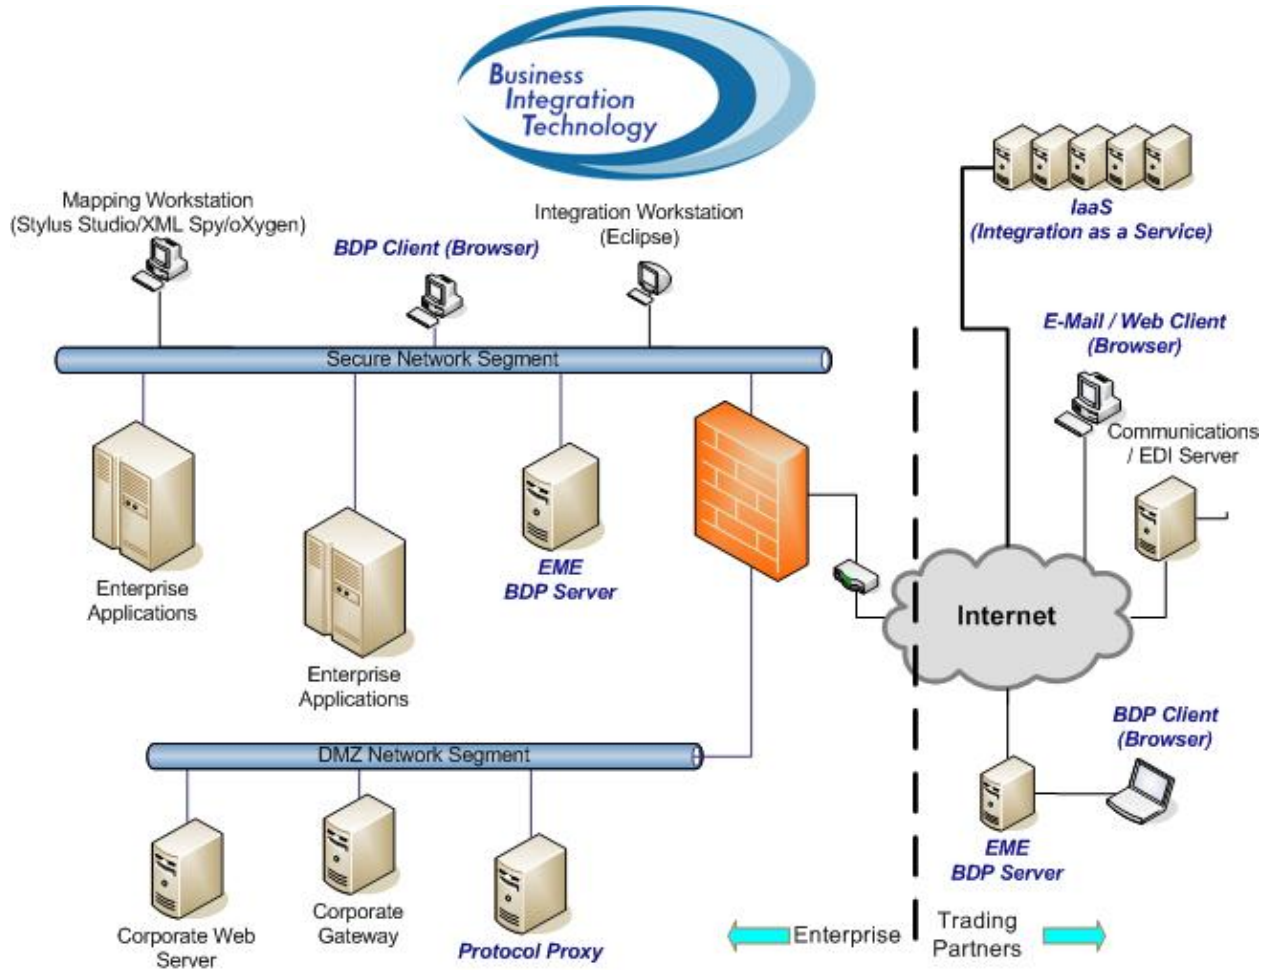 Business
Integration
Technology
Mapping Workstation
(Stylus Studio/XML Spy/oXygen)
BDP Client (Browser)
Integration Workstation
(Eclipse)
IaaS
(Integration as a Service)
E-Mail / Web Client
(Browser)
Secure Network Segment
Communications
/ EDI Server
Enterprise
Applications
EME
BDP Server
Internet
Enterprise
Applications
BDP Client
(Browser)
DMZ Network Segment
EME
BDP Server
Corporate Web
Server
Corporate
Gateway
Protocol Proxy
Enterprise
Trading
Partners